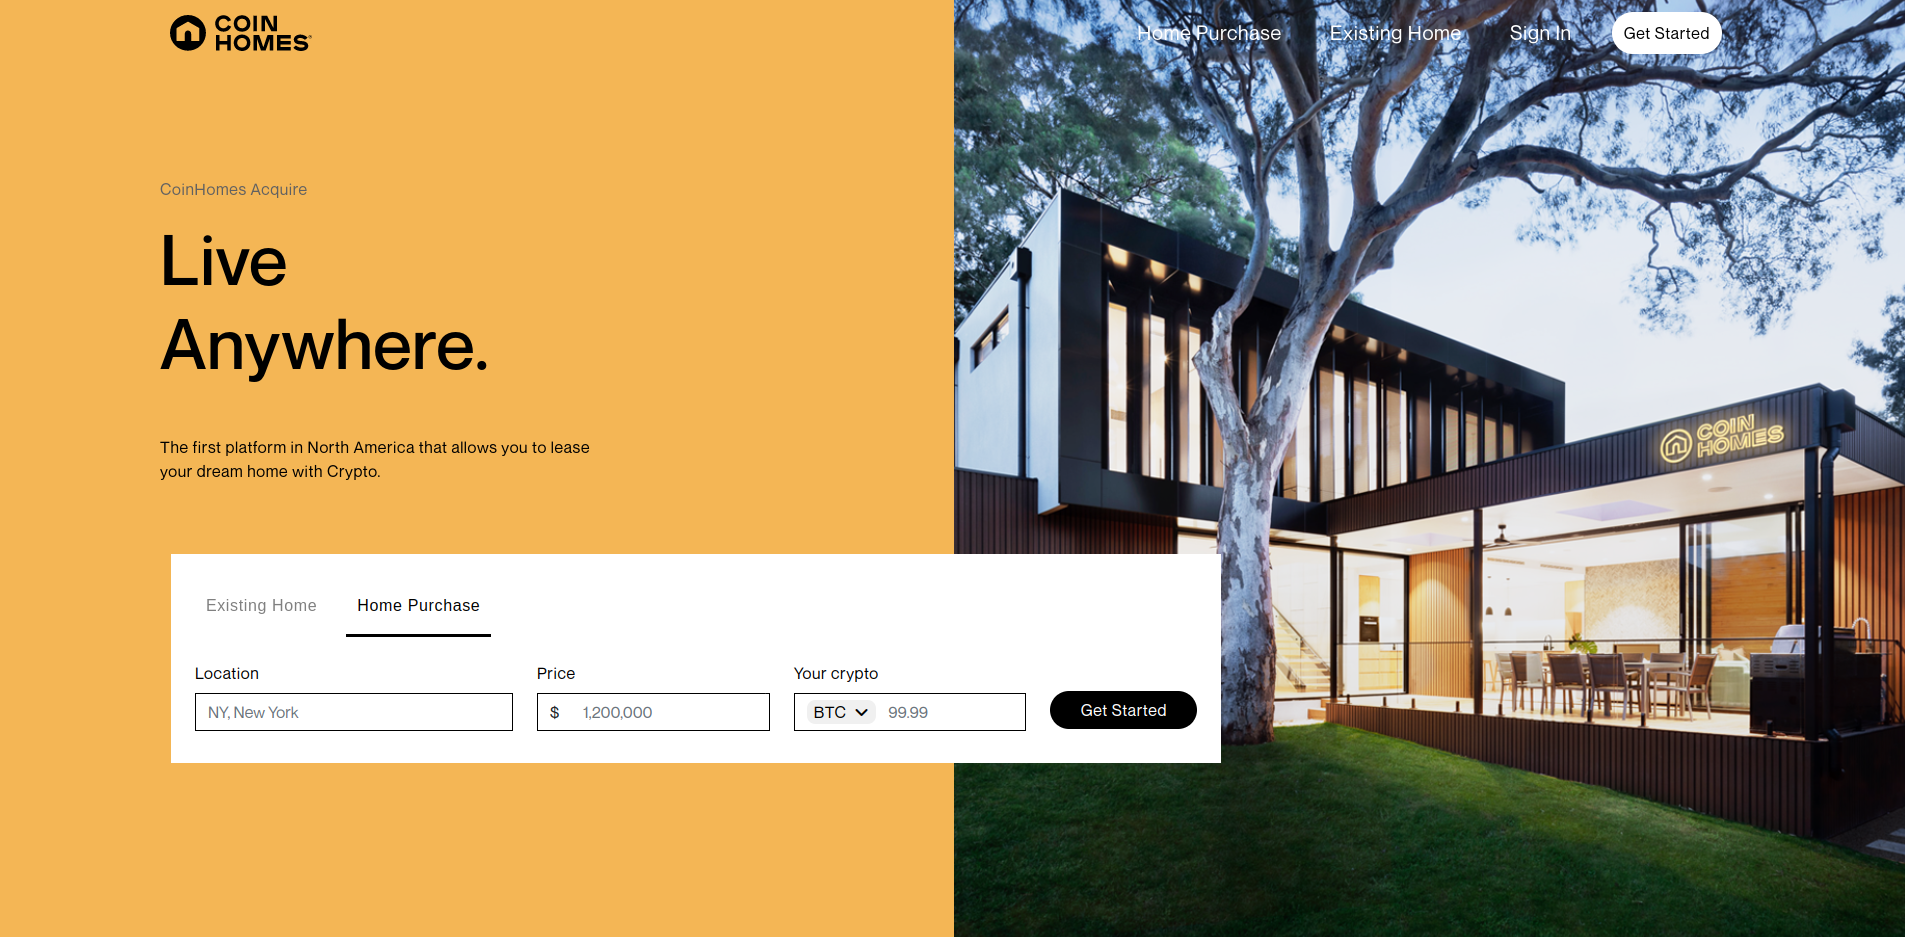 COIN
HOMES
Home Purchase
Existing Home
Sign In
Get Started
CoinHomes Acquire
Live
Anywhere.
The first platform in North America that allows you to lease
your dream home with Crypto.
COIN
HOMES
Existing Home
Home Purchase
Location
Price
Your crypto
NY, New York
$ 1,200,000
BTC 99.99
Get Started